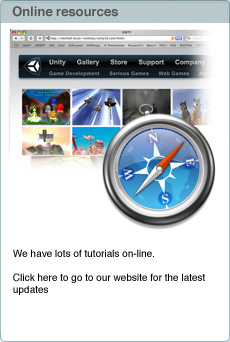 Online resources
UNITY
Unity Gallery Store Support Company
Game Development Serious Games Web Games
N
E
W
S
We have lots of tutorials on-line.
Click here to go to our website for the latest
updates